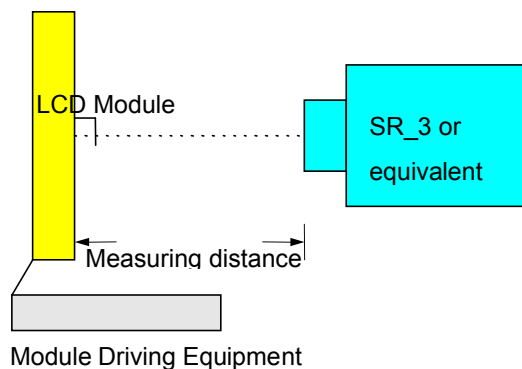 LCD Module
SR_3 or
equivalent
Measuring distance
Module Driving Equipment